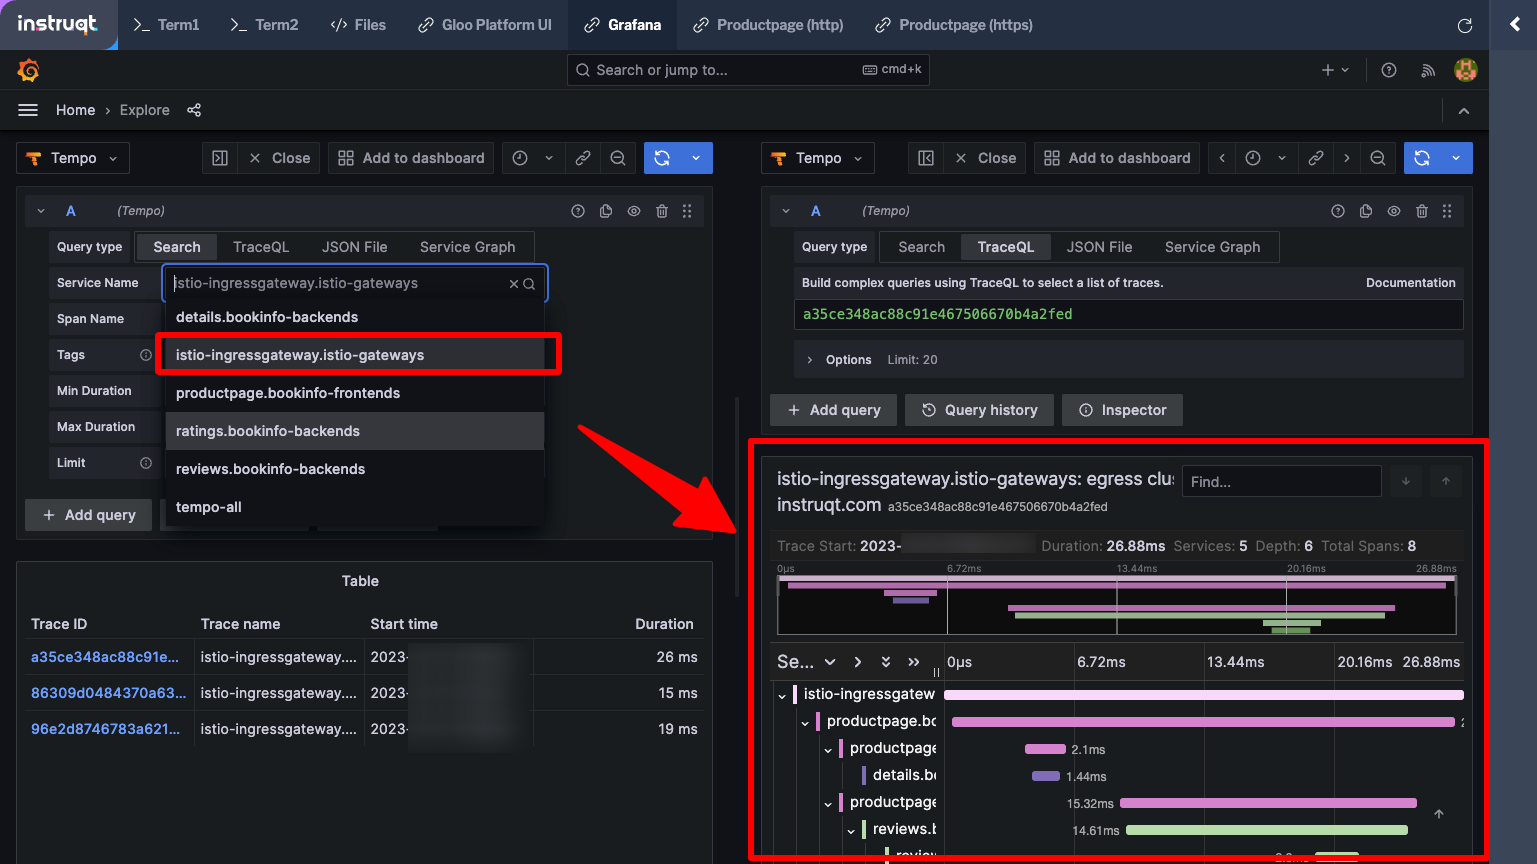 instruqt
Term1
Term2
Files
Gloo Platform UI
Grafana
Productpage (http)
Productpage (https)
Search or jump to...
cmd+k
Home
Explore
Tempo
Close
Add to dashboard
A
(Tempo)
Query type
Search
TraceQL
JSON File
Service Graph
Service Name
istio-ingressgateway.istio-gateways
Span Name
details.bookinfo-backends
Tags
istio-ingressgateway.istio-gateways
Min Duration
productpage.bookinfo-frontends
Max Duration
ratings.bookinfo-backends
Limit
reviews.bookinfo-backends
tempo-all
Add query
Table
Trace ID Trace name Start time Duration
a35ce348ac88c91e... istio-ingressgateway.... 2023- 26 ms
86309d0484370a63... istio-ingressgateway.... 2023- 15 ms
96e2d8746783a621... istio-ingressgateway.... 2023- 19 ms
Tempo
Close
Add to dashboard
A
(Tempo)
Query type
Search
TraceQL
JSON File
Service Graph
Build complex queries using TraceQL to select a list of traces.
Documentation
a35ce348ac88c91e467506670b4a2fed
Options
Limit: 20
Add query
Query history
Inspector
istio-ingressgateway.istio-gateways: egress clu
Find...
instruqt.com a35ce348ac88c91e467506670b4a2fed
Trace Start: 2023- Duration: 26.88ms Services: 5 Depth: 6 Total Spans: 8
0μs 6.72ms 13.44ms 20.16ms 26.88ms
Se... 0μs 6.72ms 13.44ms 20.16ms 26.88ms
istio-ingressgatew
productpage.bo
productpage 2.1ms
details.bo 1.44ms
productpage 15.32ms
reviews.b 14.61ms